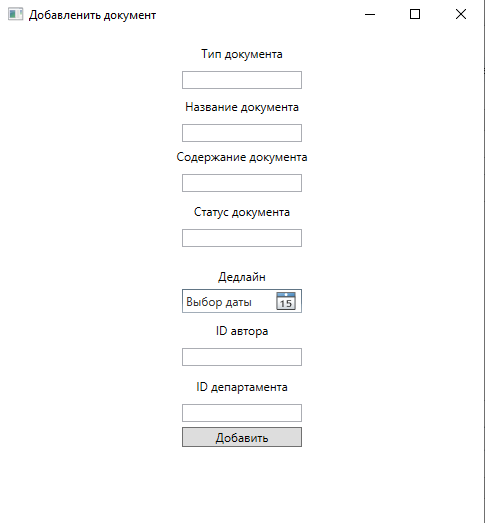 Добавленить документ
Тип документа
Название документа
Содержание документа
Статус документа
Дедлайн
Выбор даты
15
ID автора
ID департамента
Добавить